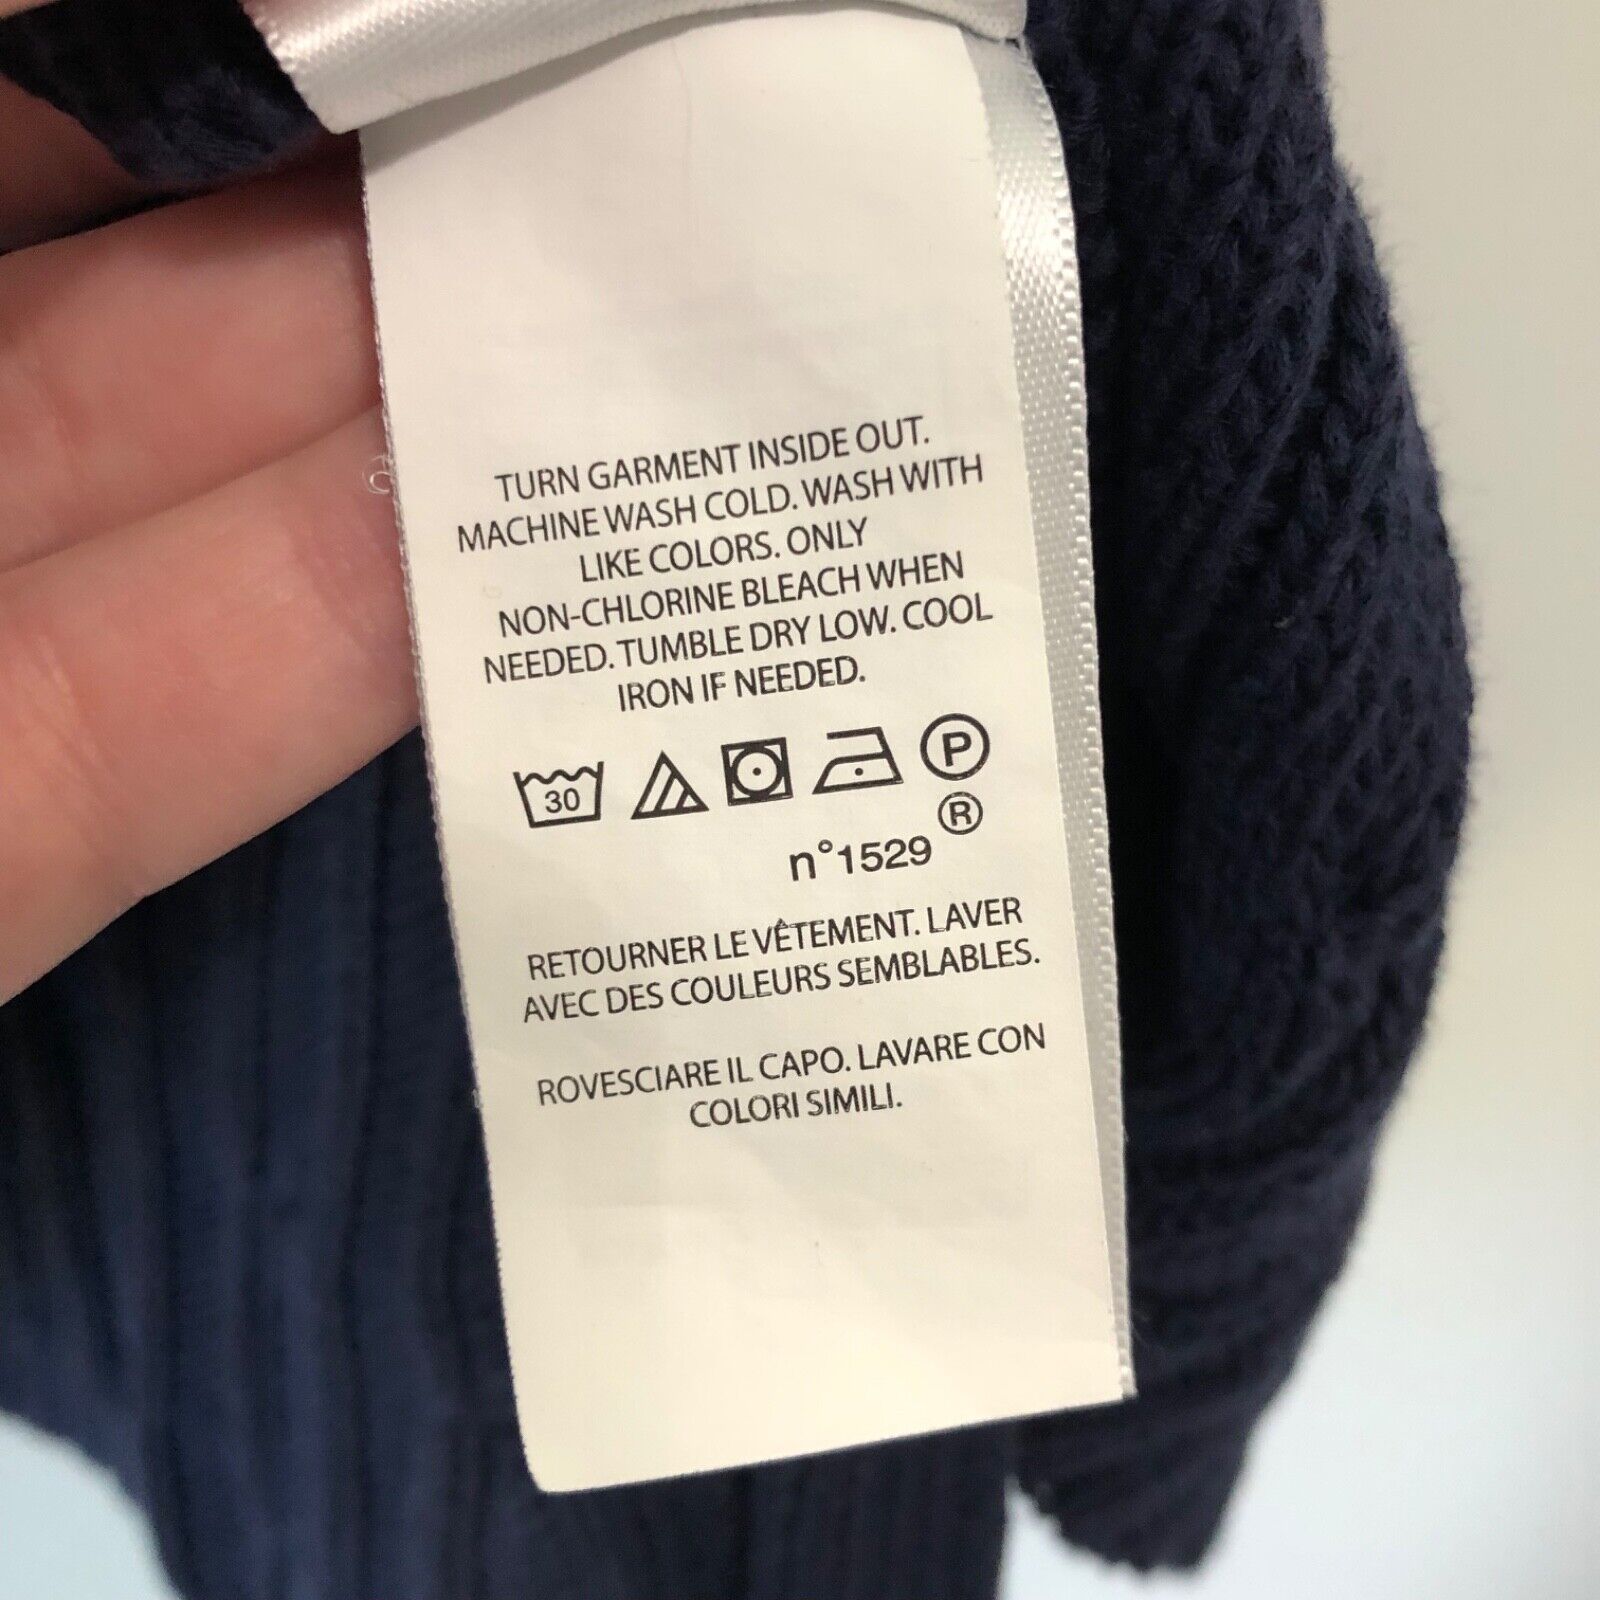 TURN GARMENT INSIDE OUT.
MACHINE WASH COLD. WASH WITH
LIKE COLORS. ONLY
NON-CHLORINE BLEACH WHEN
NEEDED. TUMBLE DRY LOW. COOL
IRON IF NEEDED.
30 P
®
n°1529
RETOURNER LE VÊTEMENT. LAVER
AVEC DES COULEURS SEMBLABLES.
ROVESCIARE IL CAPO. LAVARE CON
COLORI SIMILI.